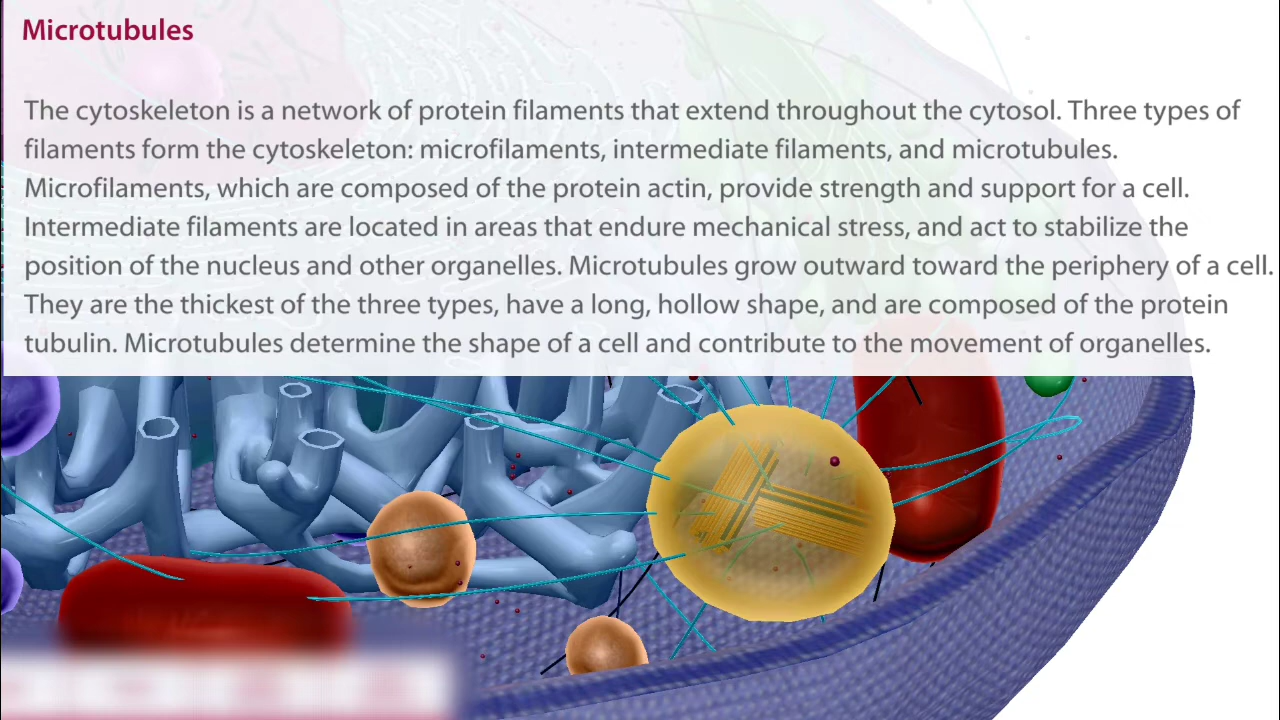 Microtubules
The cytoskeleton is a network of protein filaments that extend throughout the cytosol. Three types of
filaments form the cytoskeleton: microfilaments, intermediate filaments, and microtubules.
Microfilaments, which are composed of the protein actin, provide strength and support for a cell.
Intermediate filaments are located in areas that endure mechanical stress, and act to stabilize the
position of the nucleus and other organelles. Microtubules grow outward toward the periphery of a cell.
They are the thickest of the three types, have a long, hollow shape, and are composed of the protein
tubulin. Microtubules determine the shape of a cell and contribute to the movement of organelles.